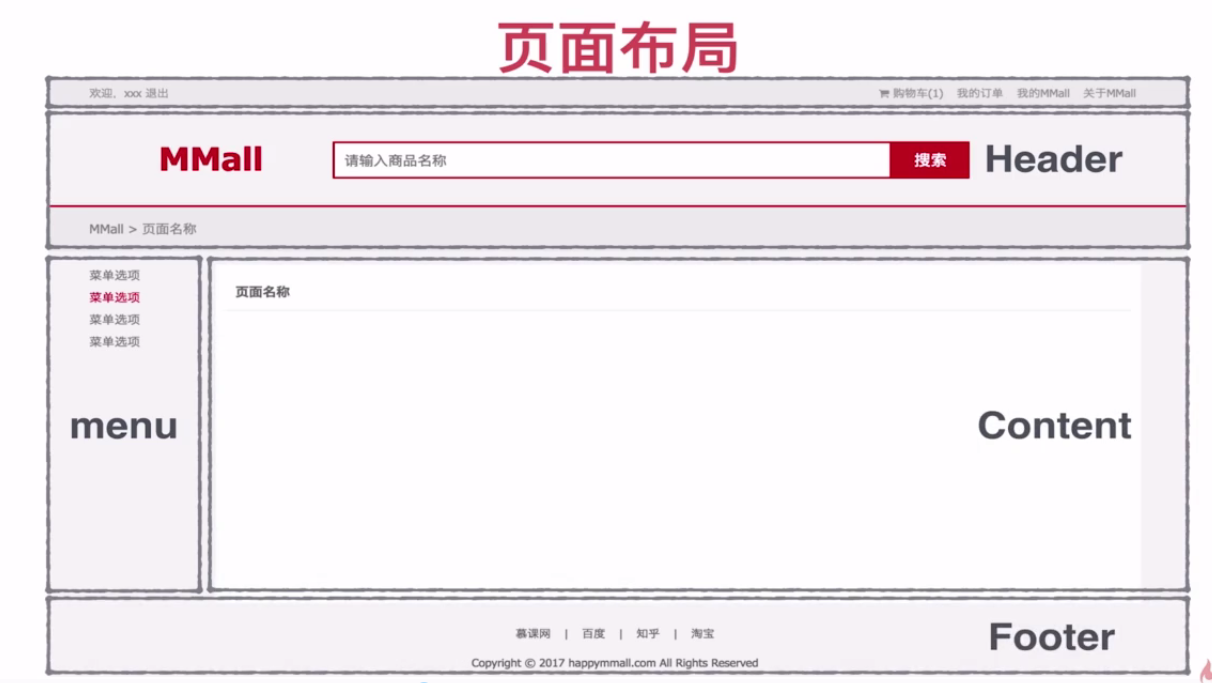 页面布局
欢迎，xxx 退出 购物车(1) 我的订单 我的MMall 关于MMall
MMall 请输入商品名称 搜索 Header
MMall > 页面名称
菜单选项
页面名称
菜单选项
菜单选项
菜单选项
menu
Content
慕课网 | 百度 | 知乎 | 淘宝
Footer
Copyright © 2017 happymmall.com All Rights Reserved